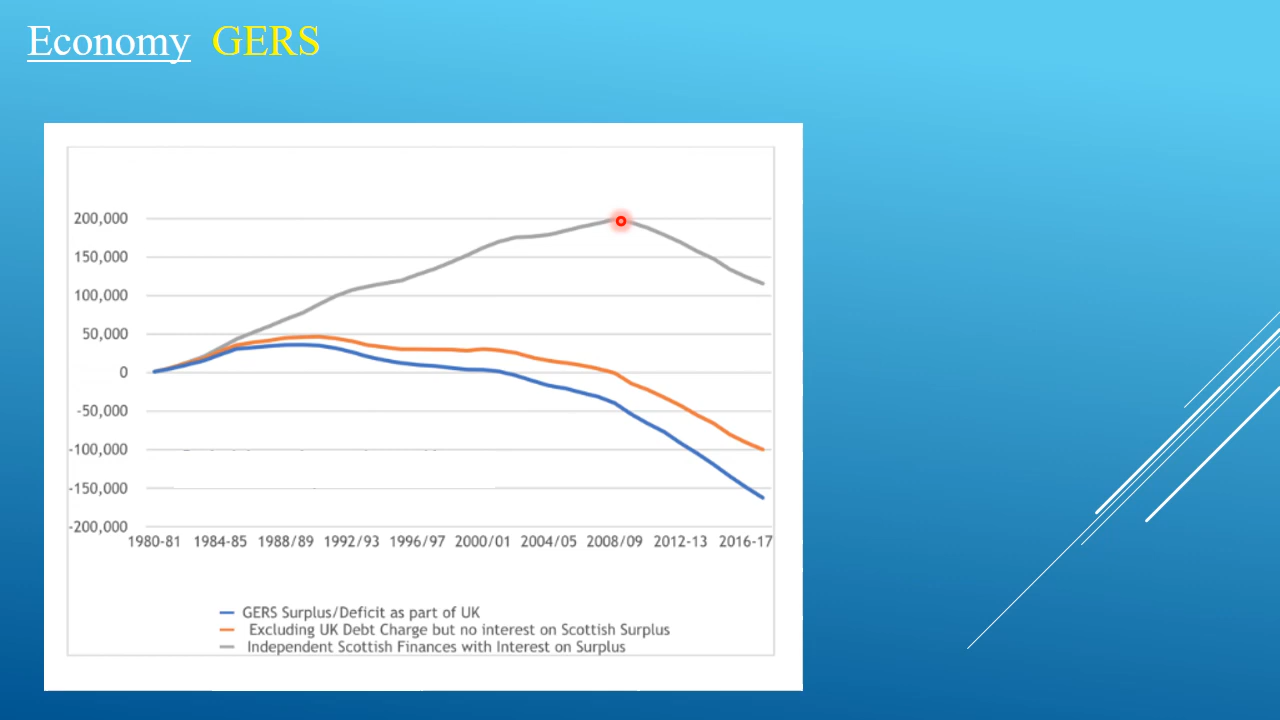 Economy GERS
200,000
150,000
100,000
50,000
0
-50,000
-100,000
-150,000
-200,000
1980-81 1984-85 1988/89 1992/93 1996/97 2000/01 2004/05 2008/09 2012-13 2016-17
GERS Surplus/Deficit as part of UK
Excluding UK Debt Charge but no interest on Scottish Surplus
Independent Scottish Finances with Interest on Surplus